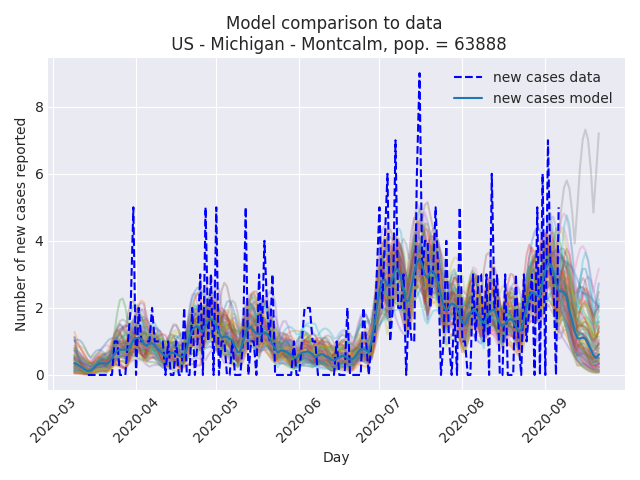 Model comparison to data
US - Michigan - Montcalm, pop. = 63888
new cases data
new cases model
Number of new cases reported
8
6
4
2
0
2020-03
2020-04
2020-05
2020-06
2020-07
2020-08
2020-09
Day